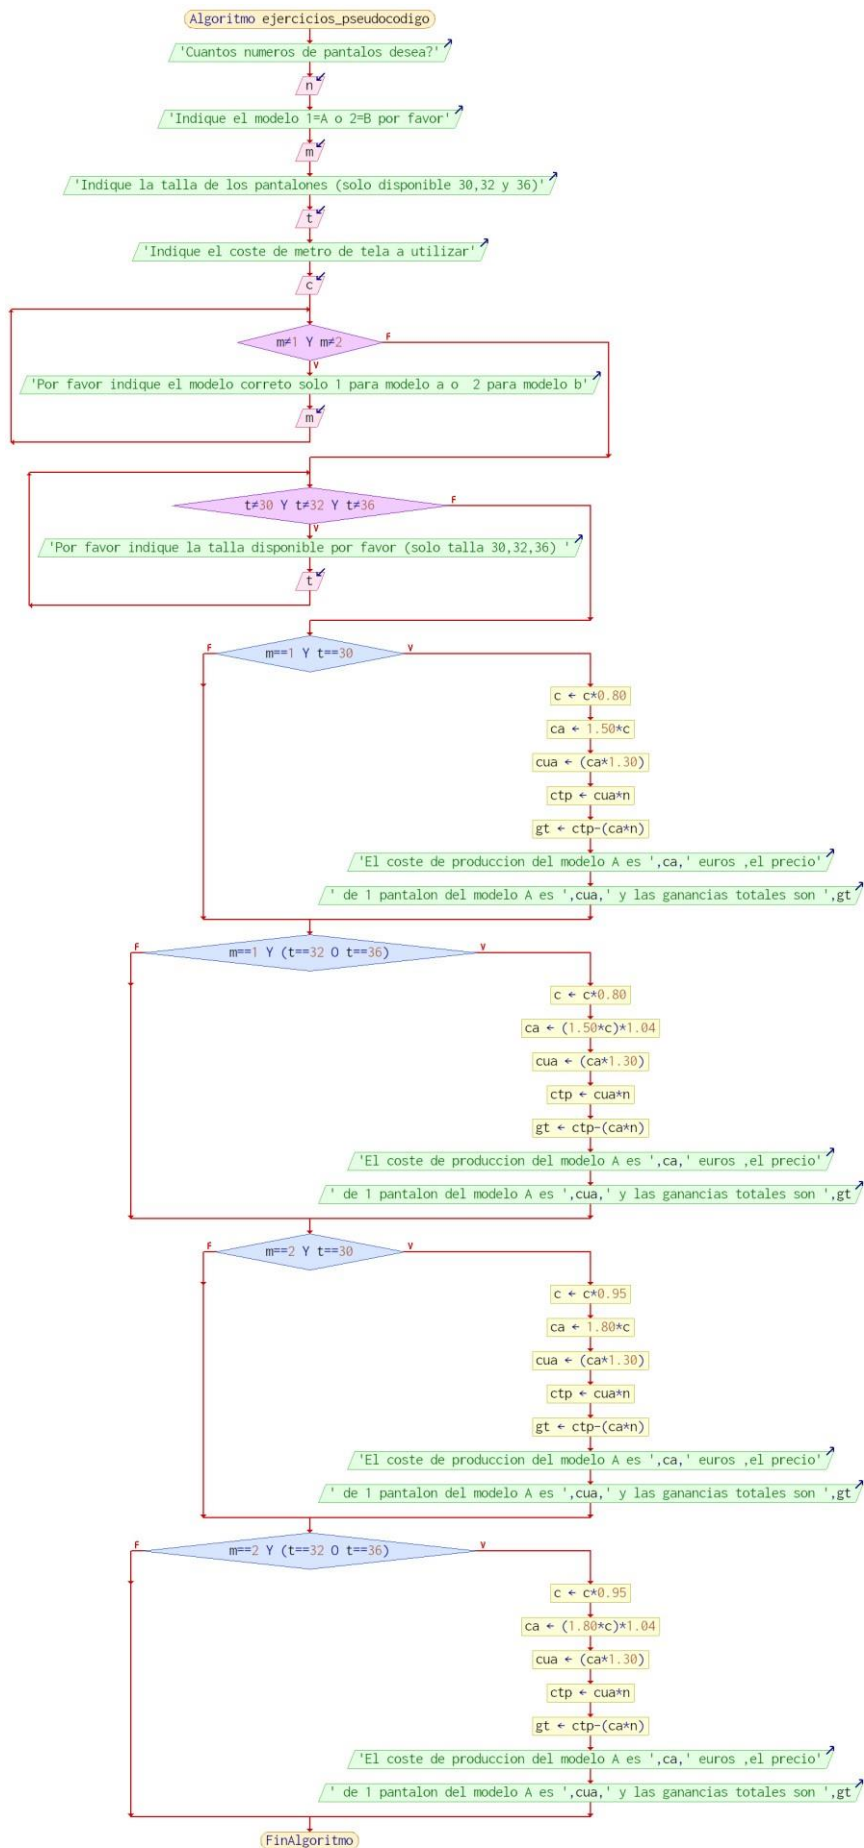 Algoritmo ejercicios_pseudocodigo
'Cuantos numeros de pantalos desea?'
n
'Indique el modelo 1=A o 2=B por favor'
m
'Indique la talla de los pantalones (solo disponible 30,32 y 36)'
t
'Indique el coste de metro de tela a utilizar'
c
m≠1 Y m≠2
F
V
'Por favor indique el modelo correto solo 1 para modelo a o  2 para modelo b'
m
t≠30 Y t≠32 Y t≠36
F
V
'Por favor indique la talla disponible por favor (solo talla 30,32,36) '
t
F
m==1 Y t==30
V
c ← c*0.80
ca ← 1.50*c
cua ← (ca*1.30)
ctp ← cua*n
gt ← ctp-(ca*n)
'El coste de produccion del modelo A es ',ca,' euros ,el precio'
' de 1 pantalon del modelo A es ',cua,' y las ganancias totales son ',gt
F
m==1 Y (t==32 O t==36)
V
c ← c*0.80
ca ← (1.50*c)*1.04
cua ← (ca*1.30)
ctp ← cua*n
gt ← ctp-(ca*n)
'El coste de produccion del modelo A es ',ca,' euros ,el precio'
' de 1 pantalon del modelo A es ',cua,' y las ganancias totales son ',gt
F
m==2 Y t==30
V
c ← c*0.95
ca ← 1.80*c
cua ← (ca*1.30)
ctp ← cua*n
gt ← ctp-(ca*n)
'El coste de produccion del modelo A es ',ca,' euros ,el precio'
' de 1 pantalon del modelo A es ',cua,' y las ganancias totales son ',gt
F
m==2 Y (t==32 O t==36)
V
c ← c*0.95
ca ← (1.80*c)*1.04
cua ← (ca*1.30)
ctp ← cua*n
gt ← ctp-(ca*n)
'El coste de produccion del modelo A es ',ca,' euros ,el precio'
' de 1 pantalon del modelo A es ',cua,' y las ganancias totales son ',gt
FinAlgoritmo